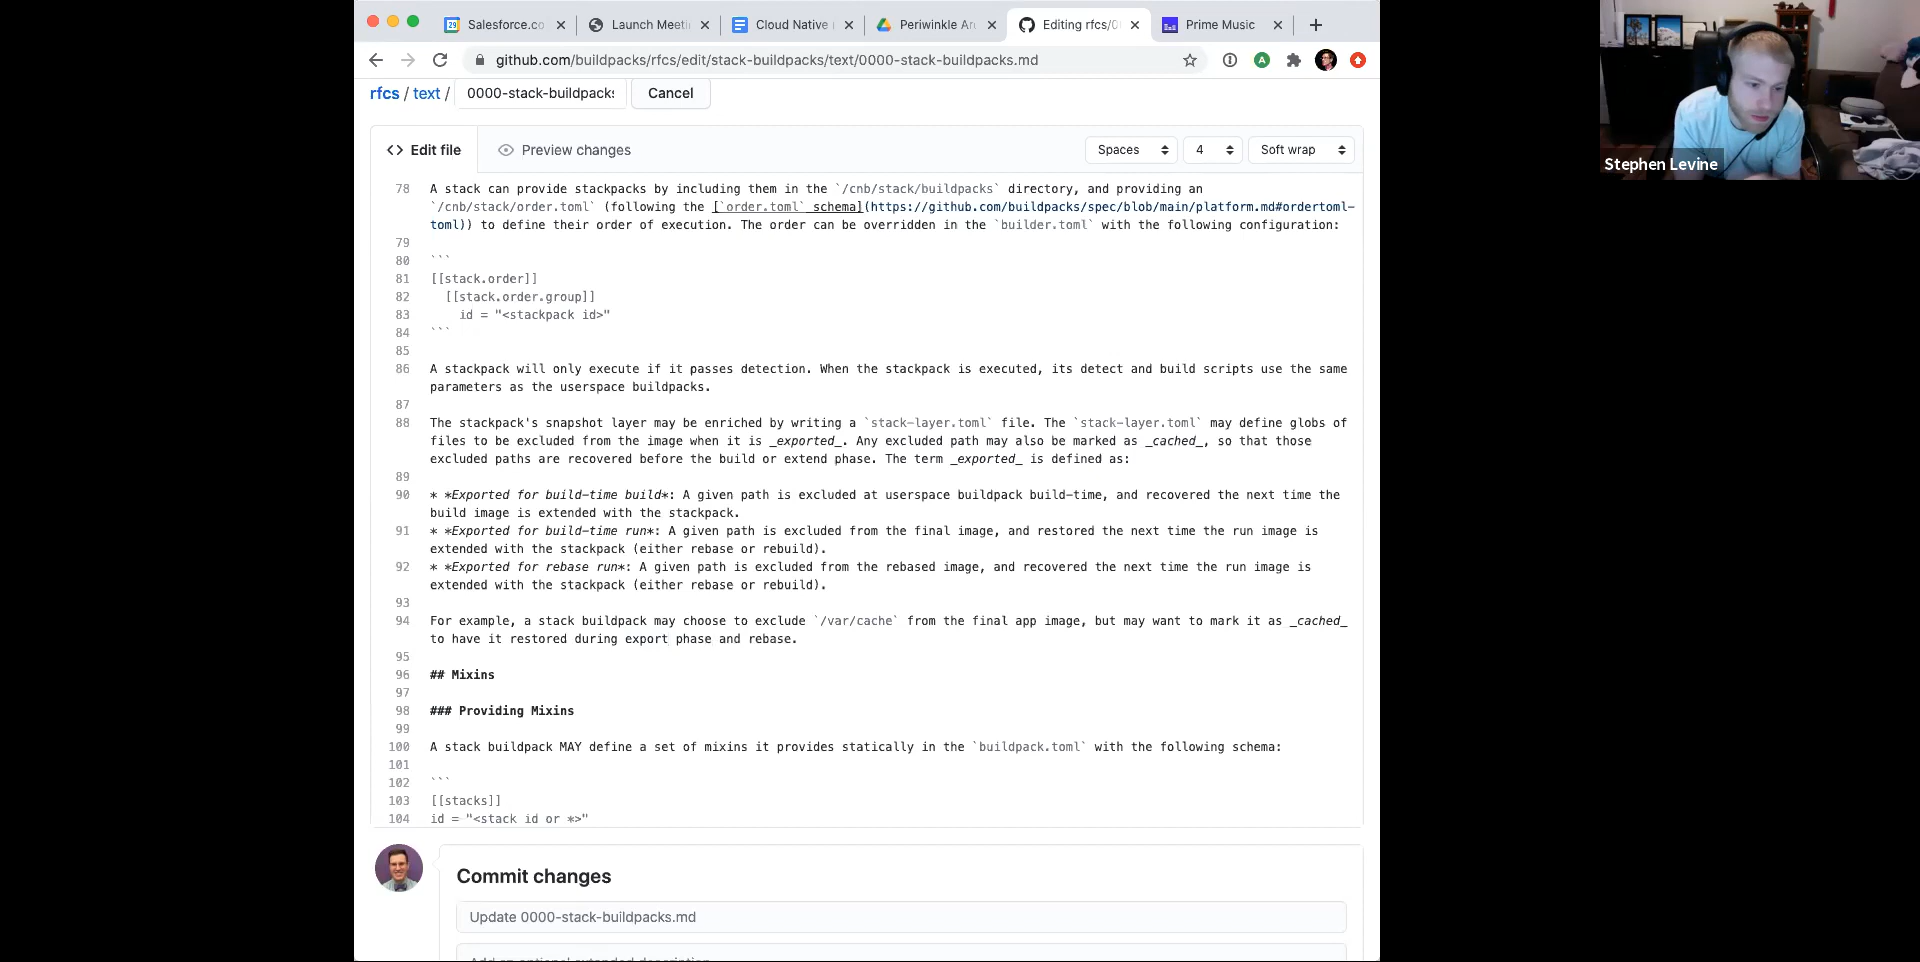 Salesforce.co
Launch Meeti
Cloud Native
Periwinkle Ar
Editing rfcs/0
Prime Music
github.com/buildpacks/rfcs/edit/stack-buildpacks/text/0000-stack-buildpacks.md
rfcs / text / 0000-stack-buildpacks Cancel
Edit file Preview changes Spaces 4 Soft wrap
78 A stack can provide stackpacks by including them in the `/cnb/stack/buildpacks` directory, and providing an
`/cnb/stack/order.toml` (following the [`order.toml` schema](https://github.com/buildpacks/spec/blob/main/platform.md#ordertoml-
toml)) to define their order of execution. The order can be overridden in the `builder.toml` with the following configuration:
79
80 ```
81 [[stack.order]]
82 [[stack.order.group]]
83 id = "<stackpack id>"
84 ```
85
86 A stackpack will only execute if it passes detection. When the stackpack is executed, its detect and build scripts use the same
parameters as the userspace buildpacks.
87
88 The stackpack's snapshot layer may be enriched by writing a `stack-layer.toml` file. The `stack-layer.toml` may define globs of
files to be excluded from the image when it is _exported_. Any excluded path may also be marked as _cached_, so that those
excluded paths are recovered before the build or extend phase. The term _exported_ is defined as:
89
90 * *Exported for build-time build*: A given path is excluded at userspace buildpack build-time, and recovered the next time the
build image is extended with the stackpack.
91 * *Exported for build-time run*: A given path is excluded from the final image, and restored the next time the run image is
extended with the stackpack (either rebase or rebuild).
92 * *Exported for rebase run*: A given path is excluded from the rebased image, and recovered the next time the run image is
extended with the stackpack (either rebase or rebuild).
93
94 For example, a stack buildpack may choose to exclude `/var/cache` from the final app image, but may want to mark it as _cached_
to have it restored during export phase and rebase.
95
96 ## Mixins
97
98 ### Providing Mixins
99
100 A stack buildpack MAY define a set of mixins it provides statically in the `buildpack.toml` with the following schema:
101
102 ```
103 [[stacks]]
104 id = "<stack id or *>"
Commit changes
Update 0000-stack-buildpacks.md
Stephen Levine